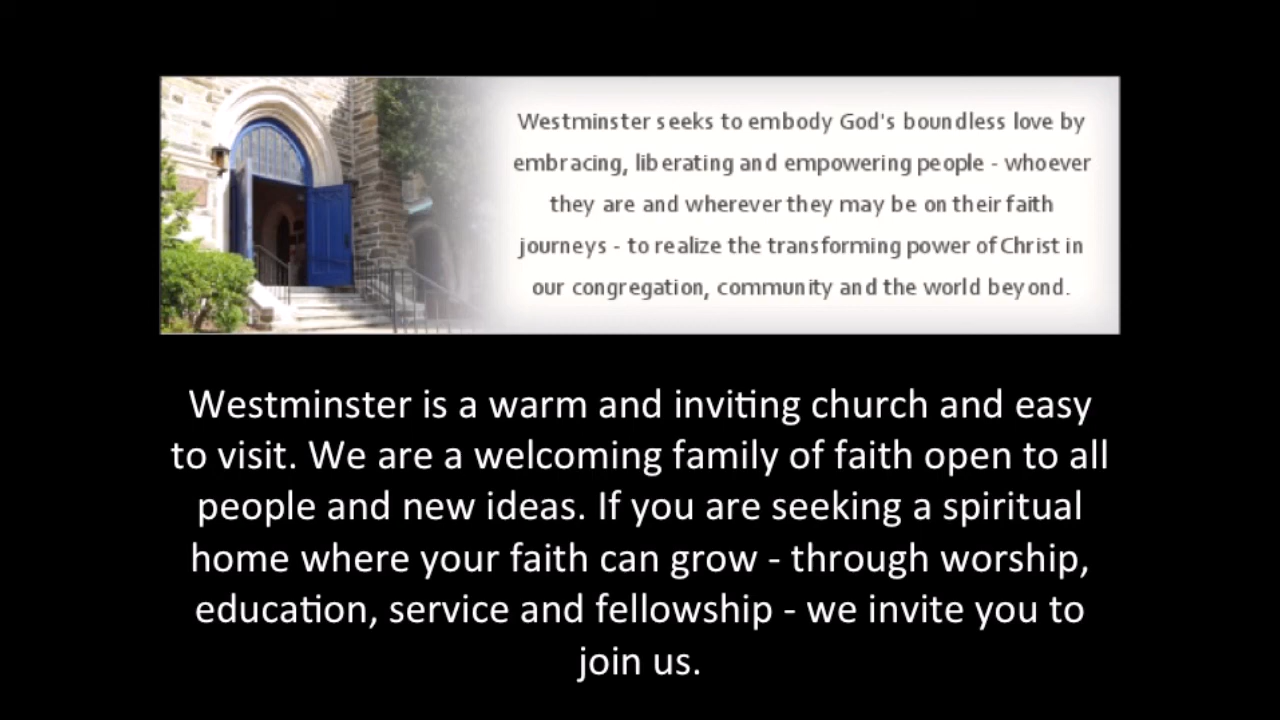 Westminster seeks to embody God's boundless love by
embracing, liberating and empowering people - whoever
they are and wherever they may be on their faith
journeys - to realize the transforming power of Christ in
our congregation, community and the world beyond.
Westminster is a warm and inviting church and easy
to visit. We are a welcoming family of faith open to all
people and new ideas. If you are seeking a spiritual
home where your faith can grow - through worship,
education, service and fellowship - we invite you to
join us.